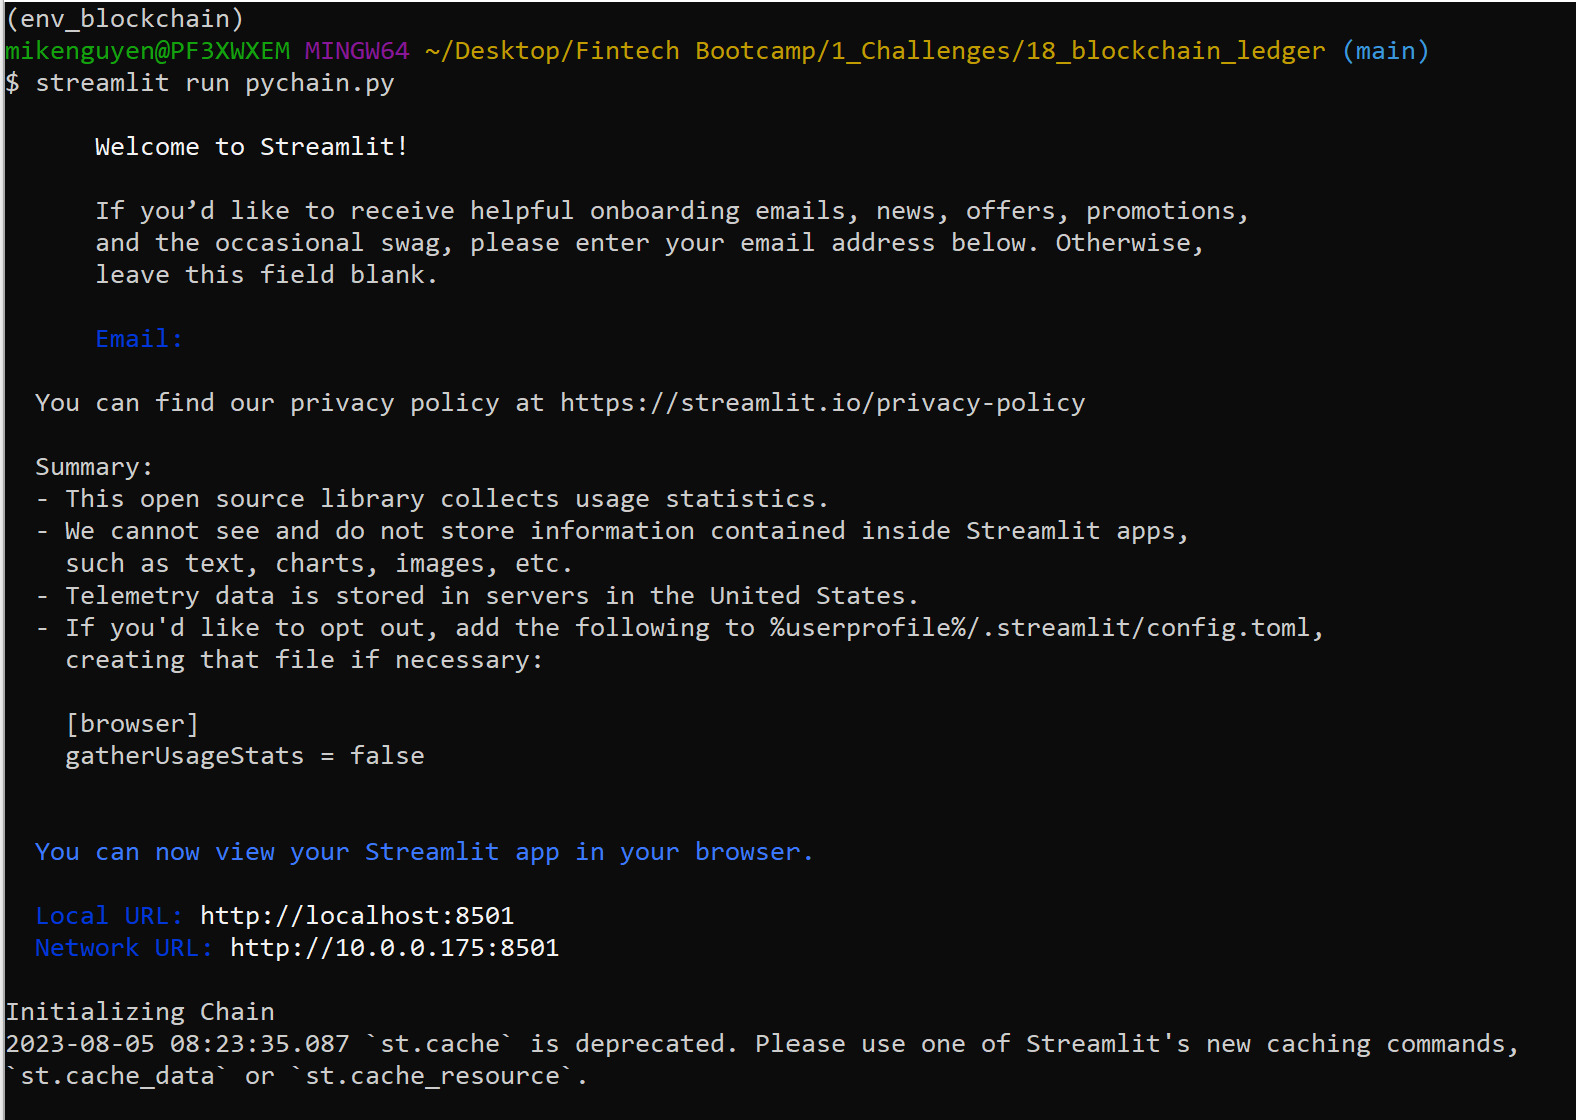 (env_blockchain)
mikenguyen@PF3XWXEM MINGW64 ~/Desktop/Fintech Bootcamp/1_Challenges/18_blockchain_ledger (main)
$ streamlit run pychain.py
Welcome to Streamlit!
If you’d like to receive helpful onboarding emails, news, offers, promotions,
and the occasional swag, please enter your email address below. Otherwise,
leave this field blank.
Email:
You can find our privacy policy at https://streamlit.io/privacy-policy
Summary:
- This open source library collects usage statistics.
- We cannot see and do not store information contained inside Streamlit apps,
such as text, charts, images, etc.
- Telemetry data is stored in servers in the United States.
- If you'd like to opt out, add the following to %userprofile%/.streamlit/config.toml,
creating that file if necessary:
[browser]
gatherUsageStats = false
You can now view your Streamlit app in your browser.
Local URL: http://localhost:8501
Network URL: http://10.0.0.175:8501
Initializing Chain
2023-08-05 08:23:35.087 `st.cache` is deprecated. Please use one of Streamlit's new caching commands,
`st.cache_data` or `st.cache_resource`.